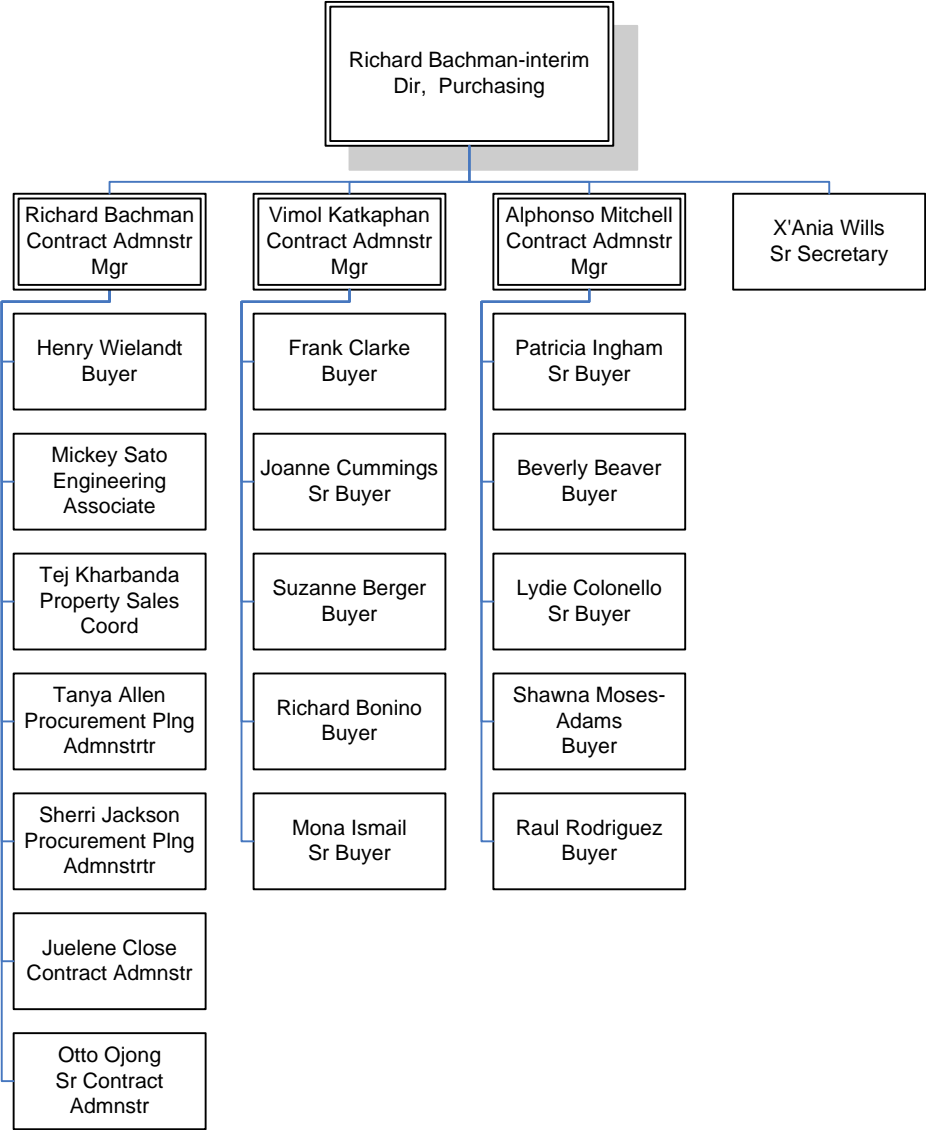 Richard Bachman-interim
Dir,  Purchasing
Richard Bachman
Contract Admnstr
Mgr
Vimol Katkaphan
Contract Admnstr
Mgr
Alphonso Mitchell
Contract Admnstr
Mgr
X'Ania Wills
Sr Secretary
Henry Wielandt
Buyer
Mickey Sato
Engineering
Associate
Tej Kharbanda
Property Sales
Coord
Tanya Allen
Procurement Plng
Admnstrtr
Sherri Jackson
Procurement Plng
Admnstrtr
Juelene Close
Contract Admnstr
Otto Ojong
Sr Contract
Admnstr
Frank Clarke
Buyer
Joanne Cummings
Sr Buyer
Suzanne Berger
Buyer
Richard Bonino
Buyer
Mona Ismail
Sr Buyer
Patricia Ingham
Sr Buyer
Beverly Beaver
Buyer
Lydie Colonello
Sr Buyer
Shawna Moses-
Adams
Buyer
Raul Rodriguez
Buyer